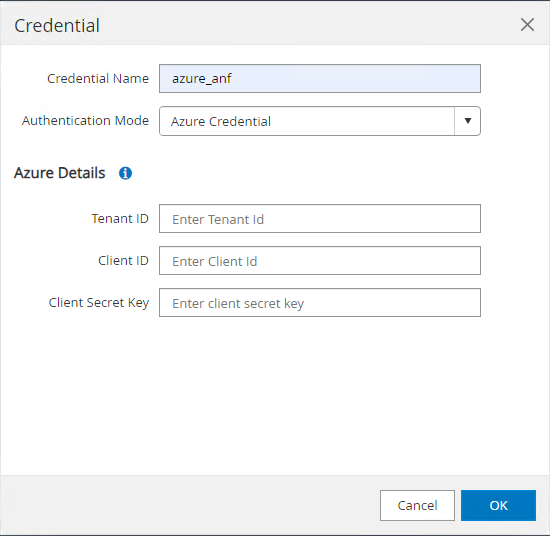 Credential
Credential Name azure_anf
Authentication Mode Azure Credential
Azure Details
Tenant ID Enter Tenant Id
Client ID Enter Client Id
Client Secret Key Enter client secret key
Cancel OK